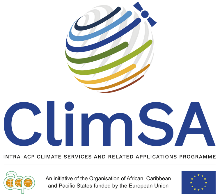 ClimSA
INTRA-ACP CLIMATE SERVICES AND RELATED APPLICATIONS PROGRAMME
An initiative of the Organisation of African, Caribbean
and Pacific States funded by the European Union